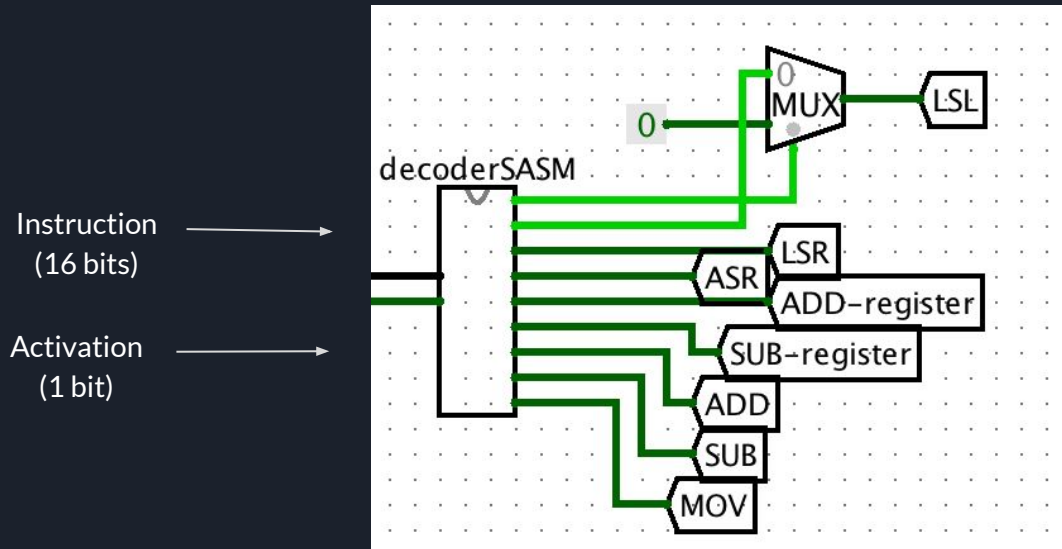 0
MUX
LSL
0
decoderSASM
Instruction
(16 bits)
LSR
ASR
ADD-register
Activation
(1 bit)
SUB-register
ADD
SUB
MOV